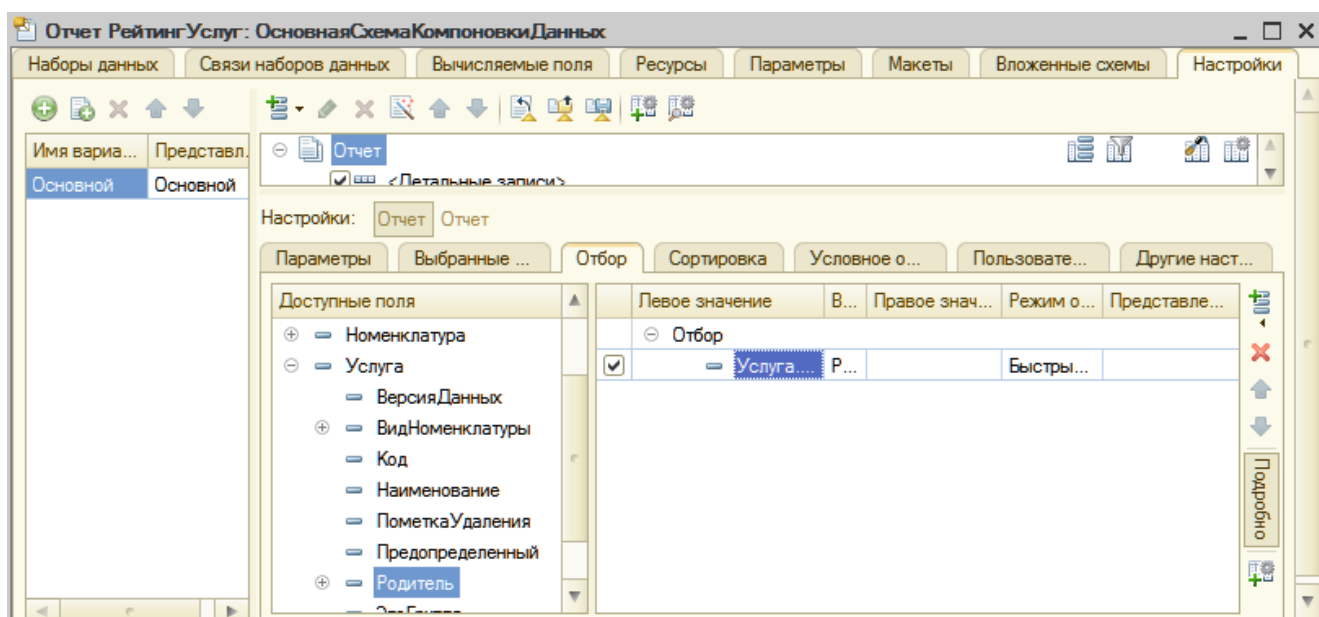 Отчет РейтингУслуг: ОсновнаяСхемаКомпоновкиДанных
Наборы данных Связи наборов данных Вычисляемые поля Ресурсы Параметры Макеты Вложенные схемы Настройки
Имя вариа... Представл.
Основной Основной
Отчет
<Детальные записи>
Настройки: Отчет Отчет
Параметры Выбранные ... Отбор Сортировка Условное о... Пользовате... Другие наст...
Доступные поля
Левое значение В... Правое знач... Режим о... Представле...
Номенклатура
Отбор
Услуга
Услуга.... Р... Быстры...
ВерсияДанных
ВидНоменклатуры
Код
Наименование
ПометкаУдаления
Предопределенный
Родитель
ЭтоГруппа
Подробно